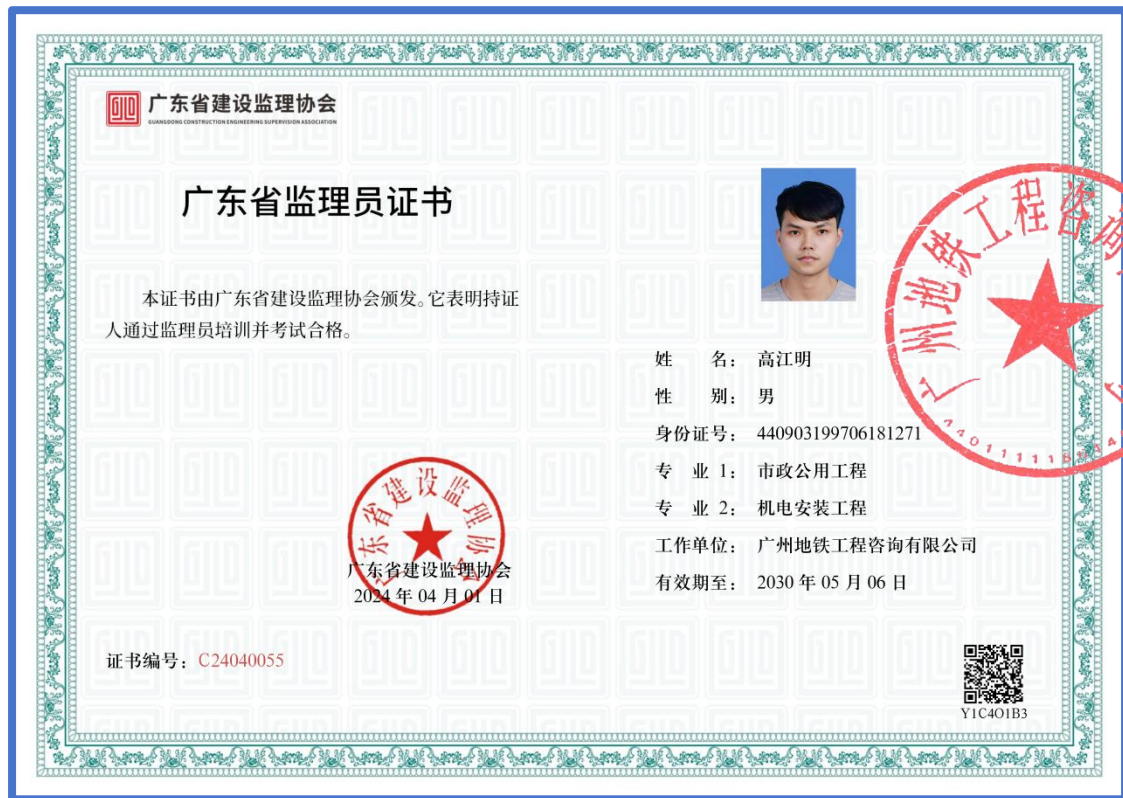 广东省建设监理协会
GUANGDONG CONSTRUCTION ENGINEERING SUPERVISION ASSOCIATION
广东省监理员证书
本证书由广东省建设监理协会颁发。它表明持证
人通过监理员培训并考试合格。
姓 名： 高江明
性 别： 男
身份证号： 440903199706181271
专 业 1： 市政公用工程
专 业 2： 机电安装工程
工作单位： 广州地铁工程咨询有限公司
有效期至： 2030 年 05 月 06 日
广州地铁工程咨询
广东省建设监理协会
广东省建设监理协会
2024 年 04 月 01 日
证书编号：C24040055
Y1C4O1B3